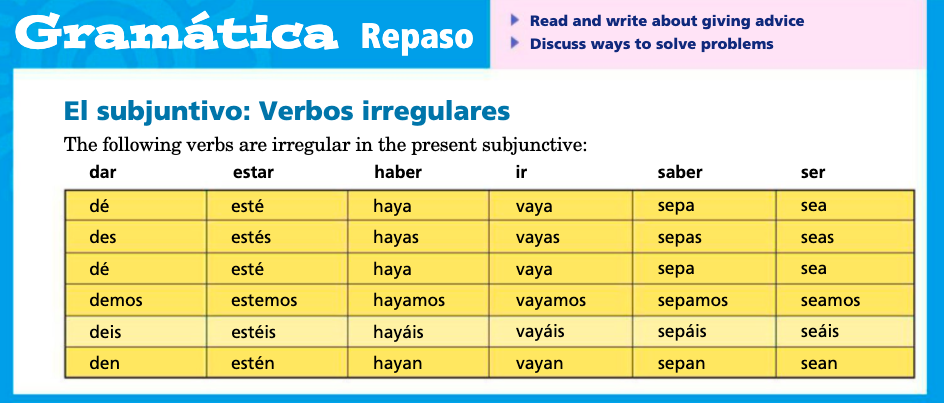 Gramática Repaso
Read and write about giving advice
Discuss ways to solve problems
El subjuntivo: Verbos irregulares
The following verbs are irregular in the present subjunctive:
dar estar haber ir saber ser
dé esté haya vaya sepa sea
des estés hayas vayas sepas seas
dé esté haya vaya sepa sea
demos estemos hayamos vayamos sepamos seamos
deis estéis hayáis vayáis sepáis seáis
den estén hayan vayan sepan sean